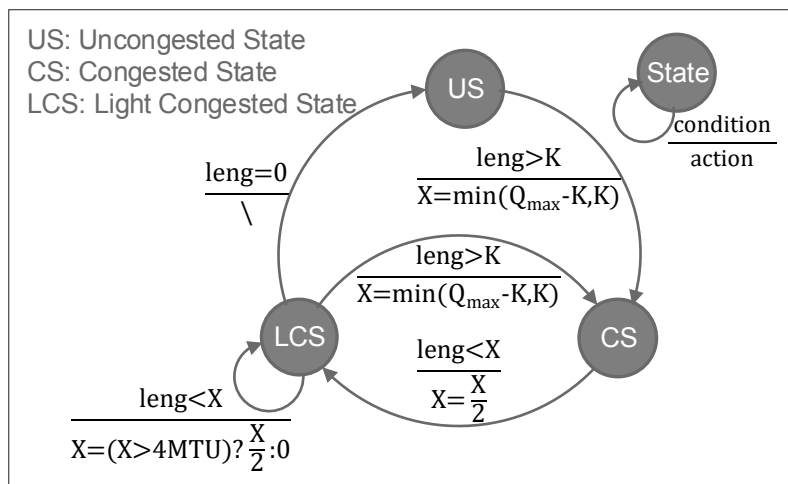 US: Uncongested State
CS: Congested State
LCS: Light Congested State
US
State
condition
action
leng=0
\
leng>K
X=min(Qmax-K,K)
leng>K
X=min(Qmax-K,K)
LCS
CS
leng<X
X=X/2
leng<X
X=(X>4MTU)?X/2:0